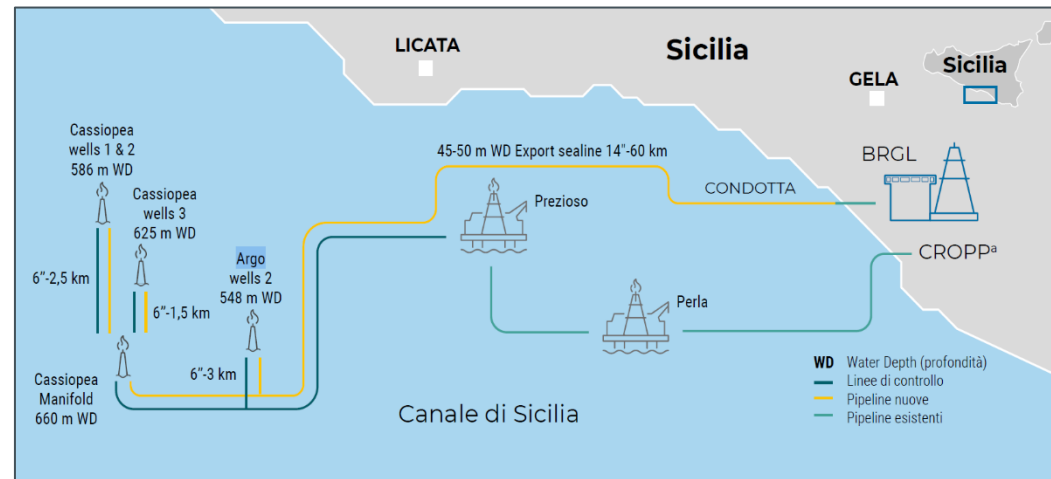 LICATA
Sicilia
Sicilia
GELA
Cassiopea
wells 1 & 2
586 m WD
Cassiopea
wells 3
625 m WD
45-50 m WD Export sealine 14"-60 km
BRGL
CONDOTTA
Prezioso
Argo
wells 2
548 m WD
CROPPª
6”-2,5 km
6”-1,5 km
Perla
6”-3 km
Cassiopea
Manifold
660 m WD
Canale di Sicilia
WD Water Depth (profondità)
Linee di controllo
Pipeline nuove
Pipeline esistenti